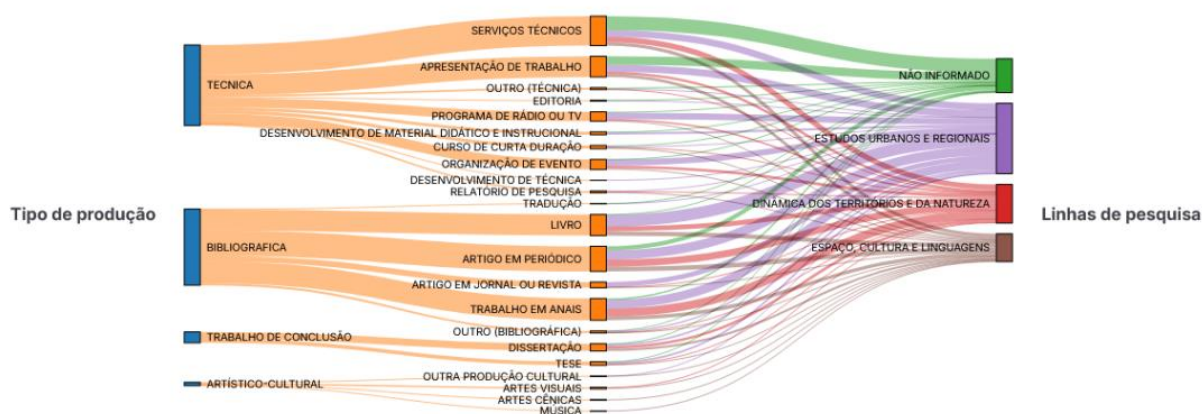 Tipo de produção
TECNICA
BIBLIOGRAFICA
TRABALHO DE CONCLUSÃO
ARTÍSTICO-CULTURAL
SERVIÇOS TÉCNICOS
APRESENTAÇÃO DE TRABALHO
OUTRO (TÉCNICA)
EDITORIA
PROGRAMA DE RÁDIO OU TV
DESENVOLVIMENTO DE MATERIAL DIDÁTICO E INSTRUCIONAL
CURSO DE CURTA DURAÇÃO
ORGANIZAÇÃO DE EVENTO
DESENVOLVIMENTO DE TÉCNICA
RELATÓRIO DE PESQUISA
TRADUÇÃO
LIVRO
ARTIGO EM PERIÓDICO
ARTIGO EM JORNAL OU REVISTA
TRABALHO EM ANAIS
OUTRO (BIBLIOGRÁFICA)
DISSERTAÇÃO
TESE
OUTRA PRODUÇÃO CULTURAL
ARTES VISUAIS
ARTES CÊNICAS
MÚSICA
NÃO INFORMADO
ESTUDOS URBANOS E REGIONAIS
DINÂMICA DOS TERRITÓRIOS E DA NATUREZA
ESPAÇO, CULTURA E LINGUAGENS
Linhas de pesquisa